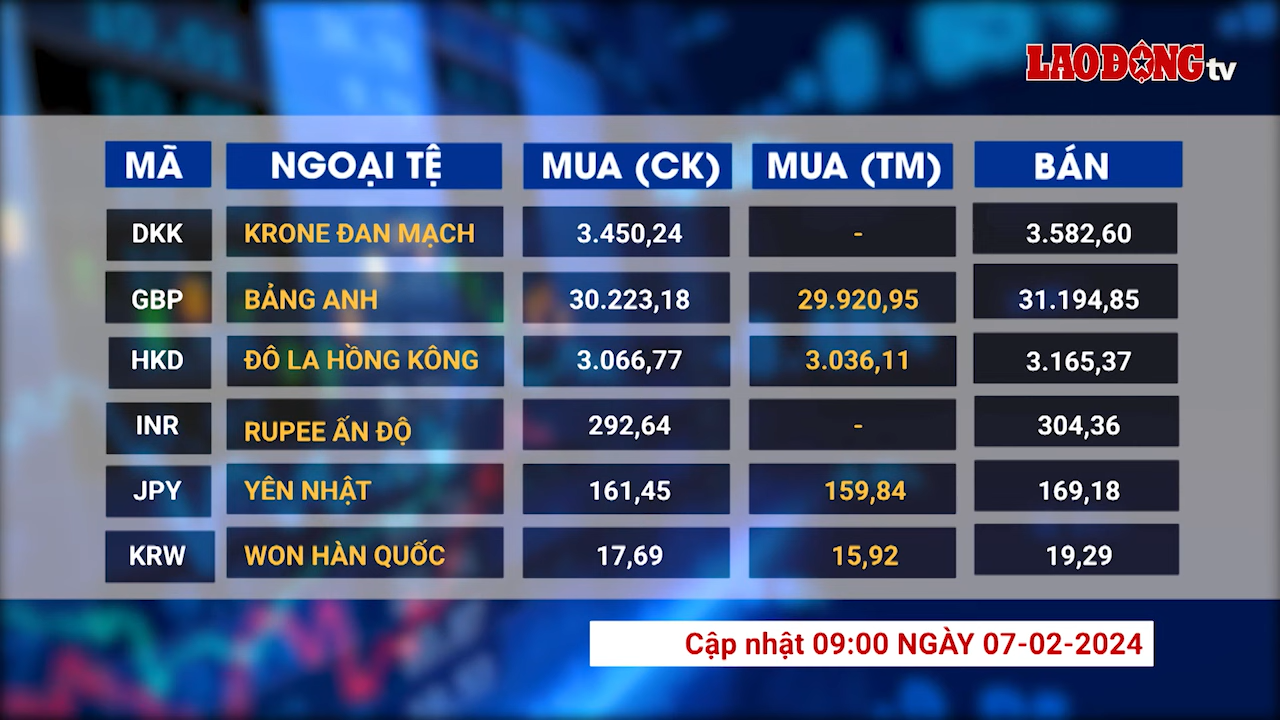 LAO ĐỘNG tv
MÃ NGOẠI TỆ MUA (CK) MUA (TM) BÁN
DKK KRONE ĐAN MẠCH 3.450,24 - 3.582,60
GBP BẢNG ANH 30.223,18 29.920,95 31.194,85
HKD ĐÔ LA HỒNG KÔNG 3.066,77 3.036,11 3.165,37
INR RUPEE ẤN ĐỘ 292,64 - 304,36
JPY YÊN NHẬT 161,45 159,84 169,18
KRW WON HÀN QUỐC 17,69 15,92 19,29
Cập nhật 09:00 NGÀY 07-02-2024